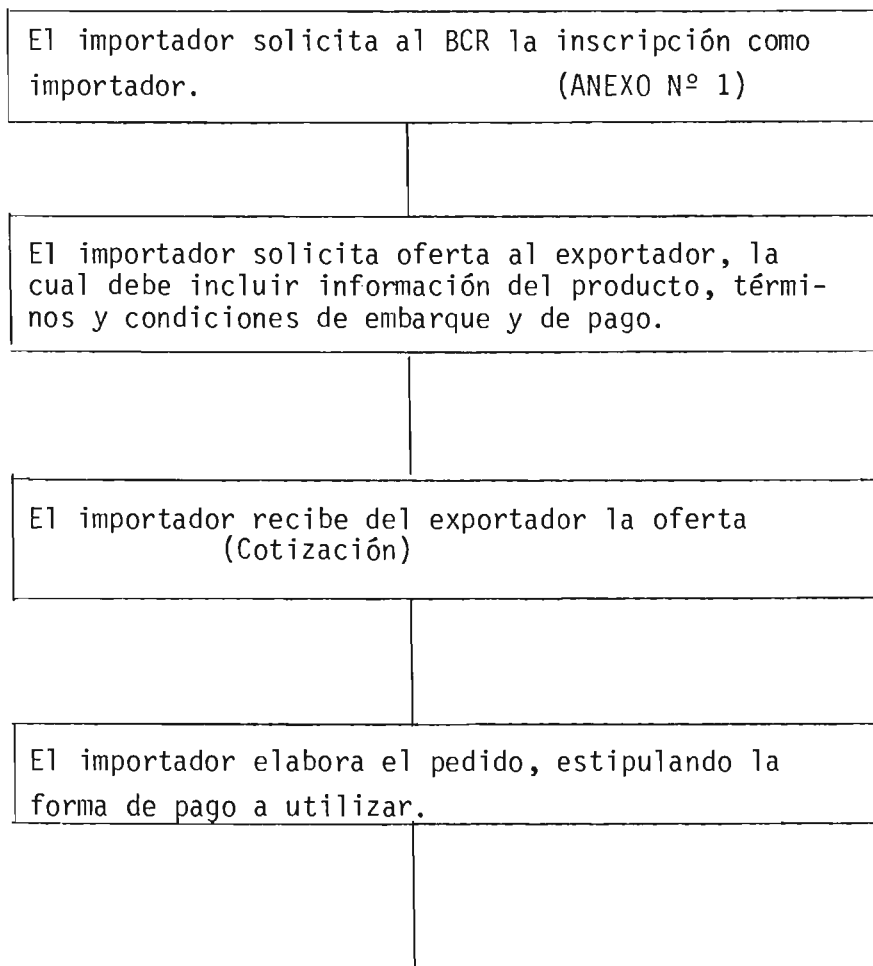 El importador solicita al BCR la inscripción como
importador. (ANEXO Nº 1)
El importador solicita oferta al exportador, la
cual debe incluir información del producto, térmi-
nos y condiciones de embarque y de pago.
El importador recibe del exportador la oferta
(Cotización)
El importador elabora el pedido, estipulando la
forma de pago a utilizar.